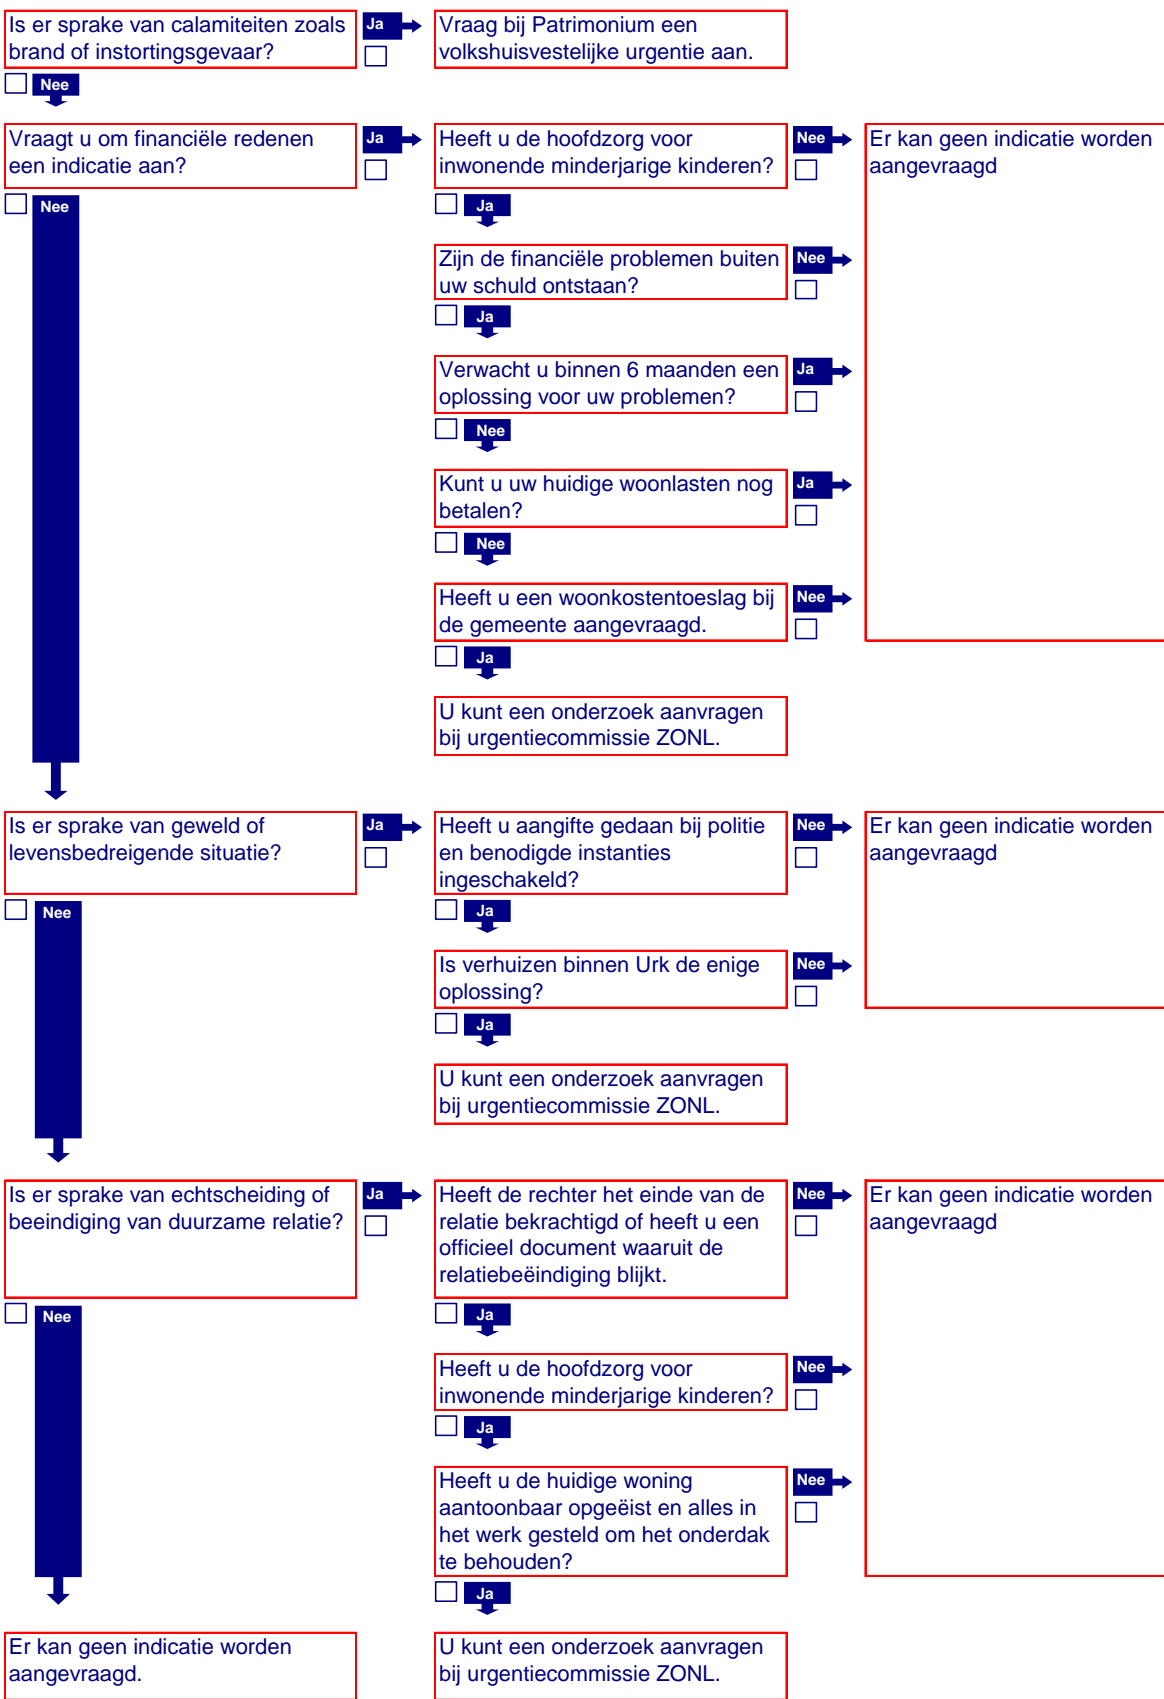 Is er sprake van calamiteiten zoals
brand of instortingsgevaar?
Ja
Vraag bij Patrimonium een
volkshuisvestelijke urgentie aan.
Nee
Vraagt u om financiële redenen
een indicatie aan?
Ja
Heeft u de hoofdzorg voor
inwonende minderjarige kinderen?
Nee
Er kan geen indicatie worden
aangevraagd
Nee
Ja
Zijn de financiële problemen buiten
uw schuld ontstaan?
Nee
Ja
Verwacht u binnen 6 maanden een
oplossing voor uw problemen?
Ja
Nee
Kunt u uw huidige woonlasten nog
betalen?
Ja
Nee
Heeft u een woonkostentoeslag bij
de gemeente aangevraagd.
Nee
Ja
U kunt een onderzoek aanvragen
bij urgentiecommissie ZONL.
Is er sprake van geweld of
levensbedreigende situatie?
Ja
Heeft u aangifte gedaan bij politie
en benodigde instanties
ingeschakeld?
Nee
Er kan geen indicatie worden
aangevraagd
Nee
Ja
Is verhuizen binnen Urk de enige
oplossing?
Nee
Ja
U kunt een onderzoek aanvragen
bij urgentiecommissie ZONL.
Is er sprake van echtscheiding of
beeindiging van duurzame relatie?
Ja
Heeft de rechter het einde van de
relatie bekrachtigd of heeft u een
officieel document waaruit de
relatiebeëindiging blijkt.
Nee
Er kan geen indicatie worden
aangevraagd
Nee
Ja
Heeft u de hoofdzorg voor
inwonende minderjarige kinderen?
Nee
Ja
Heeft u de huidige woning
aantoonbaar opgeëist en alles in
het werk gesteld om het onderdak
te behouden?
Nee
Ja
Er kan geen indicatie worden
aangevraagd.
U kunt een onderzoek aanvragen
bij urgentiecommissie ZONL.